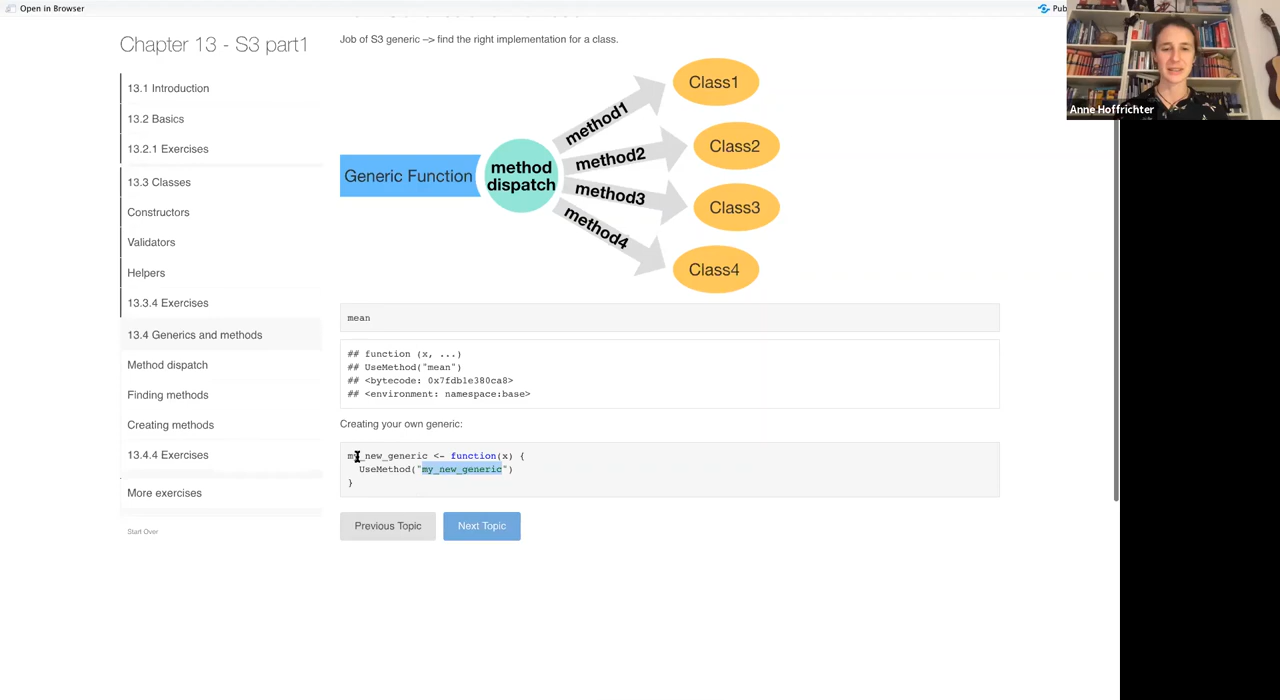 Open in Browser
Pub
Anne Hoffrichter
Chapter 13 - S3 part1
13.1 Introduction
13.2 Basics
13.2.1 Exercises
13.3 Classes
Constructors
Validators
Helpers
13.3.4 Exercises
13.4 Generics and methods
Method dispatch
Finding methods
Creating methods
13.4.4 Exercises
More exercises
Start Over
Job of S3 generic –> find the right implementation for a class.
Generic Function
method
dispatch
method1
method2
method3
method4
Class1
Class2
Class3
Class4
mean
## function (x, ...)
## UseMethod("mean")
## <bytecode: 0x7fdb1e380ca8>
## <environment: namespace:base>
Creating your own generic:
my_new_generic <- function(x) {
UseMethod("my_new_generic")
}
Previous Topic
Next Topic